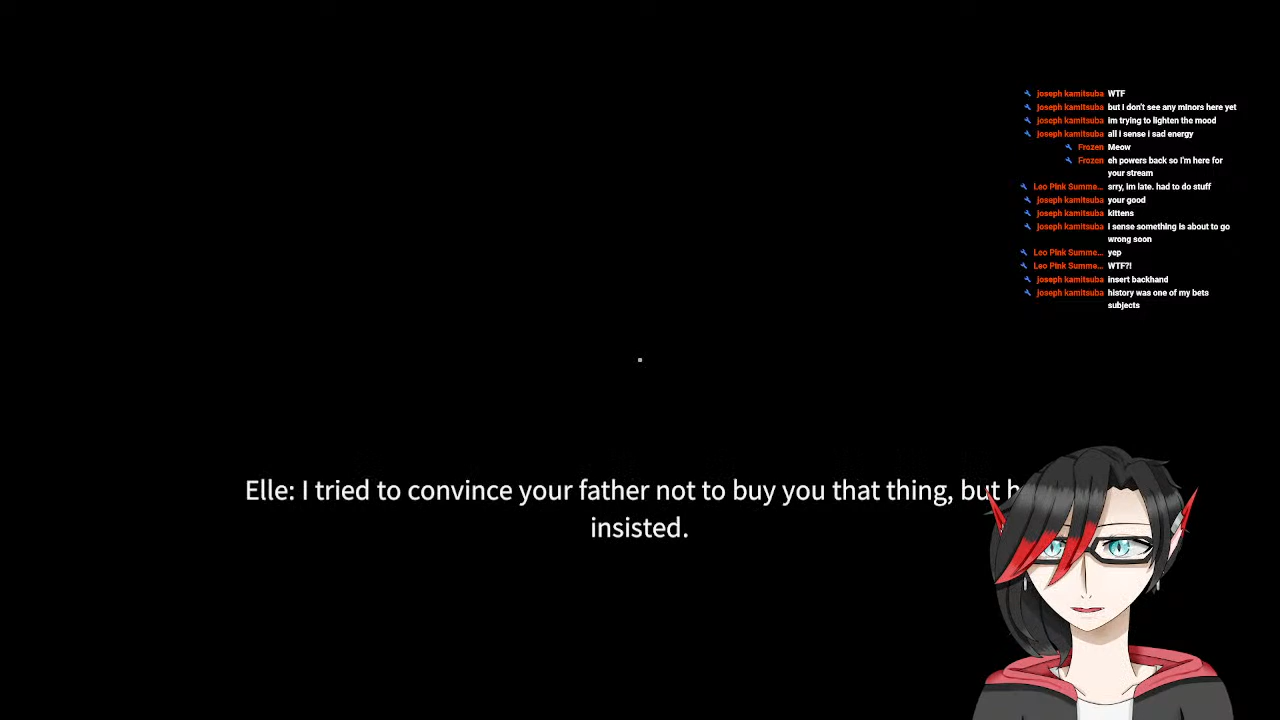 joseph kamitsuba WTF
joseph kamitsuba but i don't see any minors here yet
joseph kamitsuba im trying to lighten the mood
joseph kamitsuba all i sense i sad energy
Frozen Meow
Frozen eh powers back so I'm here for
your stream
Leo Pink Summe... srry, im late. had to do stuff
joseph kamitsuba your good
joseph kamitsuba kittens
joseph kamitsuba i sense something is about to go
wrong soon
Leo Pink Summe... yep
Leo Pink Summe... WTF?!
joseph kamitsuba insert backhand
joseph kamitsuba history was one of my bets
subjects
Elle: I tried to convince your father not to buy you that thing, but
insisted.